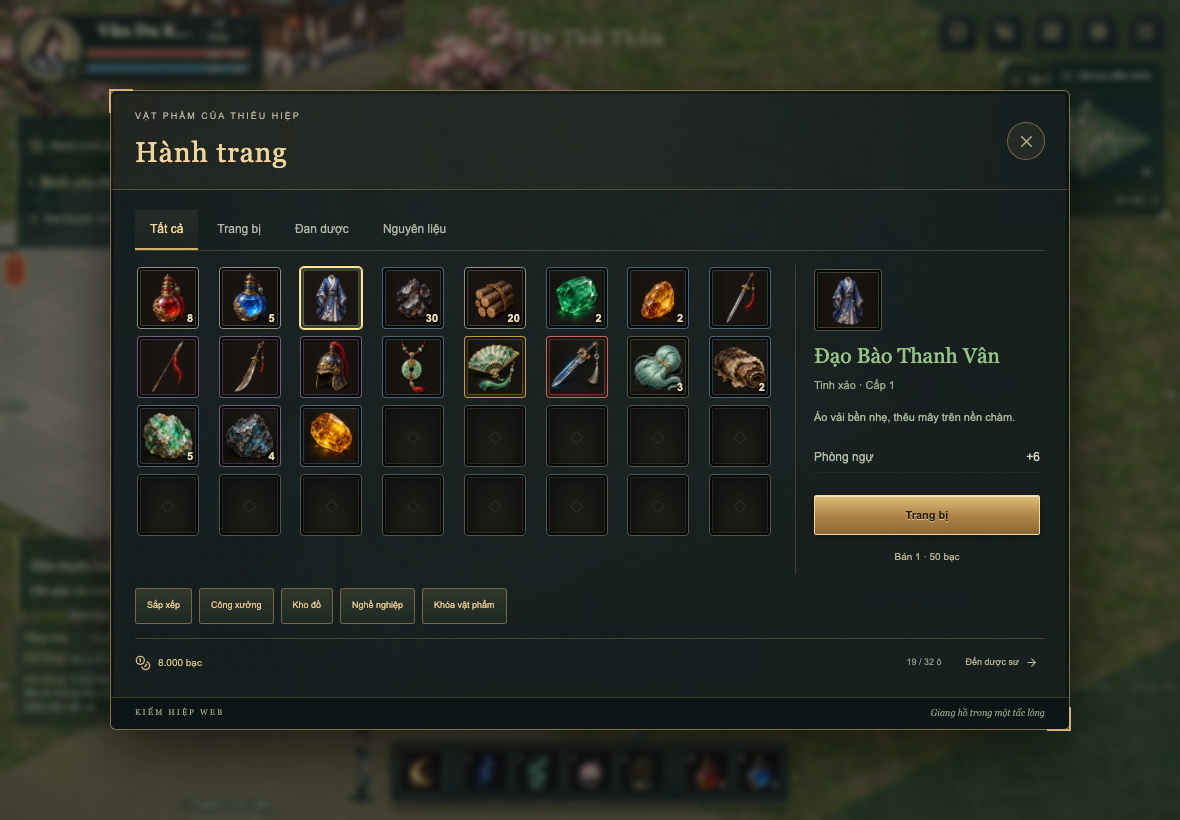 VẬT PHẨM CỦA THIẾU HIỆP
Hành trang
Tất cả
Trang bị
Đan dược
Nguyên liệu
8
5
30
20
2
2
3
2
5
4
Đạo Bào Thanh Vân
Tinh xảo · Cấp 1
Áo vải bền nhẹ, thêu mây trên nền chàm.
Phòng ngự +6
Trang bị
Bán 1 · 50 bạc
Sắp xếp
Công xưởng
Kho đồ
Nghề nghiệp
Khóa vật phẩm
8.000 bạc
19 / 32 ô
Đến dược sư →
KIẾM HIỆP WEB
Giang hồ trong một tấc lòng